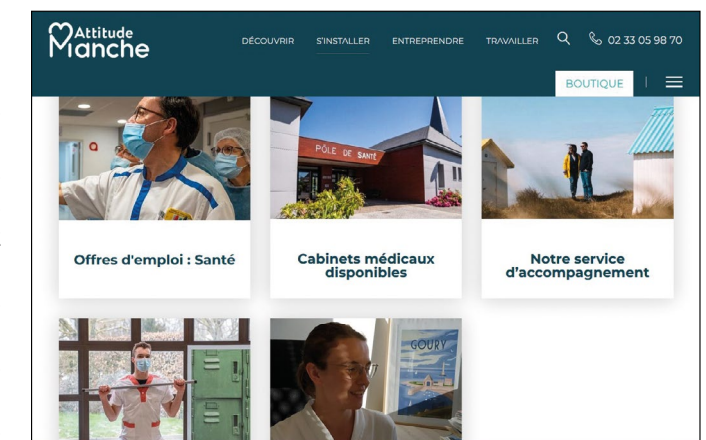 Attitude
Manche
DÉCOUVRIR S'INSTALLER ENTREPRENDRE TRAVAILLER 02 33 05 98 70
BOUTIQUE
PÔLE DE SANTÉ
Offres d'emploi : Santé
Cabinets médicaux
disponibles
Notre service
d'accompagnement
GOURY